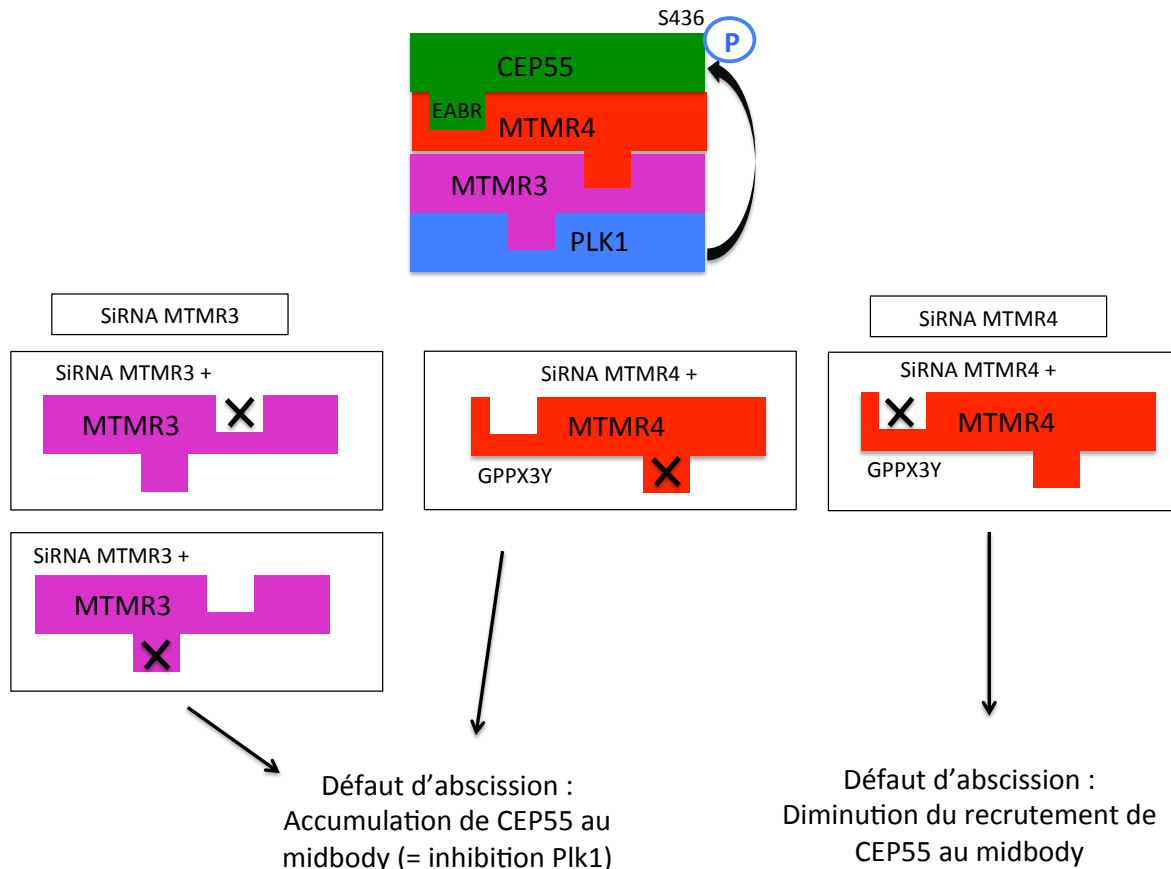 S436
P
CEP55
EABR
MTMR4
MTMR3
PLK1
SiRNA MTMR3
SiRNA MTMR4
SiRNA MTMR3 +
MTMR3
SiRNA MTMR4 +
MTMR4
GPPX3Y
SiRNA MTMR4 +
MTMR4
GPPX3Y
SiRNA MTMR3 +
MTMR3
Défaut d’abscission :
Accumulation de CEP55 au
midbody (= inhibition Plk1)
Défaut d’abscission :
Diminution du recrutement de
CEP55 au midbody